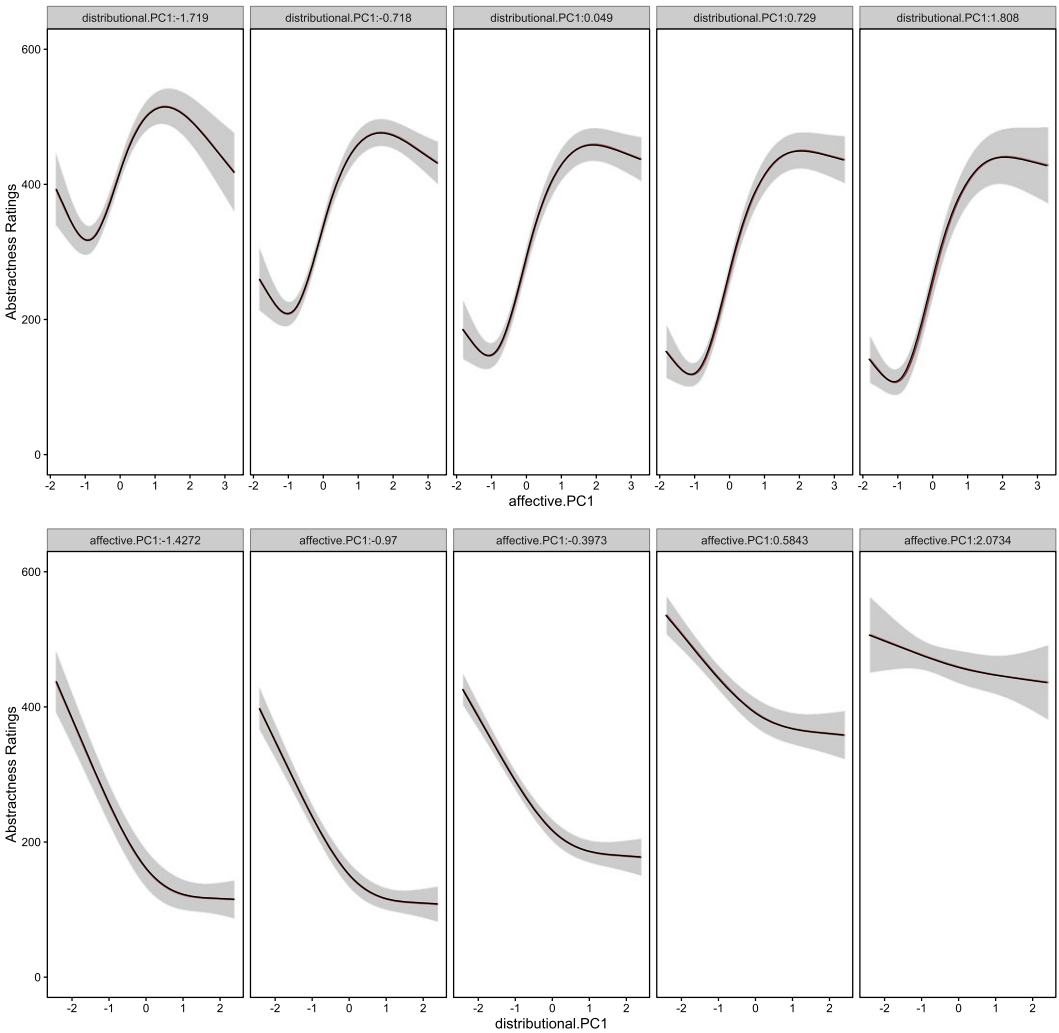 distributional.PC1:-1.719 distributional.PC1:-0.718 distributional.PC1:0.049 distributional.PC1:0.729 distributional.PC1:1.808
600
400
200
0
Abstractness Ratings
-2 -1 0 1 2 3 -2 -1 0 1 2 3 -2 -1 0 1 2 3 -2 -1 0 1 2 3 -2 -1 0 1 2 3
affective.PC1
affective.PC1:-1.4272 affective.PC1:-0.97 affective.PC1:-0.3973 affective.PC1:0.5843 affective.PC1:2.0734
600
400
200
0
Abstractness Ratings
-2 -1 0 1 2 -2 -1 0 1 2 -2 -1 0 1 2 -2 -1 0 1 2 -2 -1 0 1 2
distributional.PC1